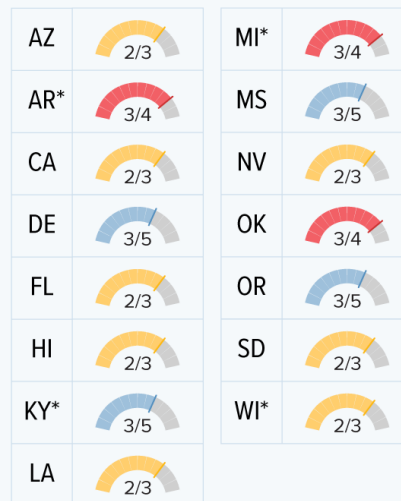 AZ
2/3
AR*
3/4
CA
2/3
DE
3/5
FL
2/3
HI
2/3
KY*
3/5
LA
2/3
MI*
3/4
MS
3/5
NV
2/3
OK
3/4
OR
3/5
SD
2/3
WI*
2/3